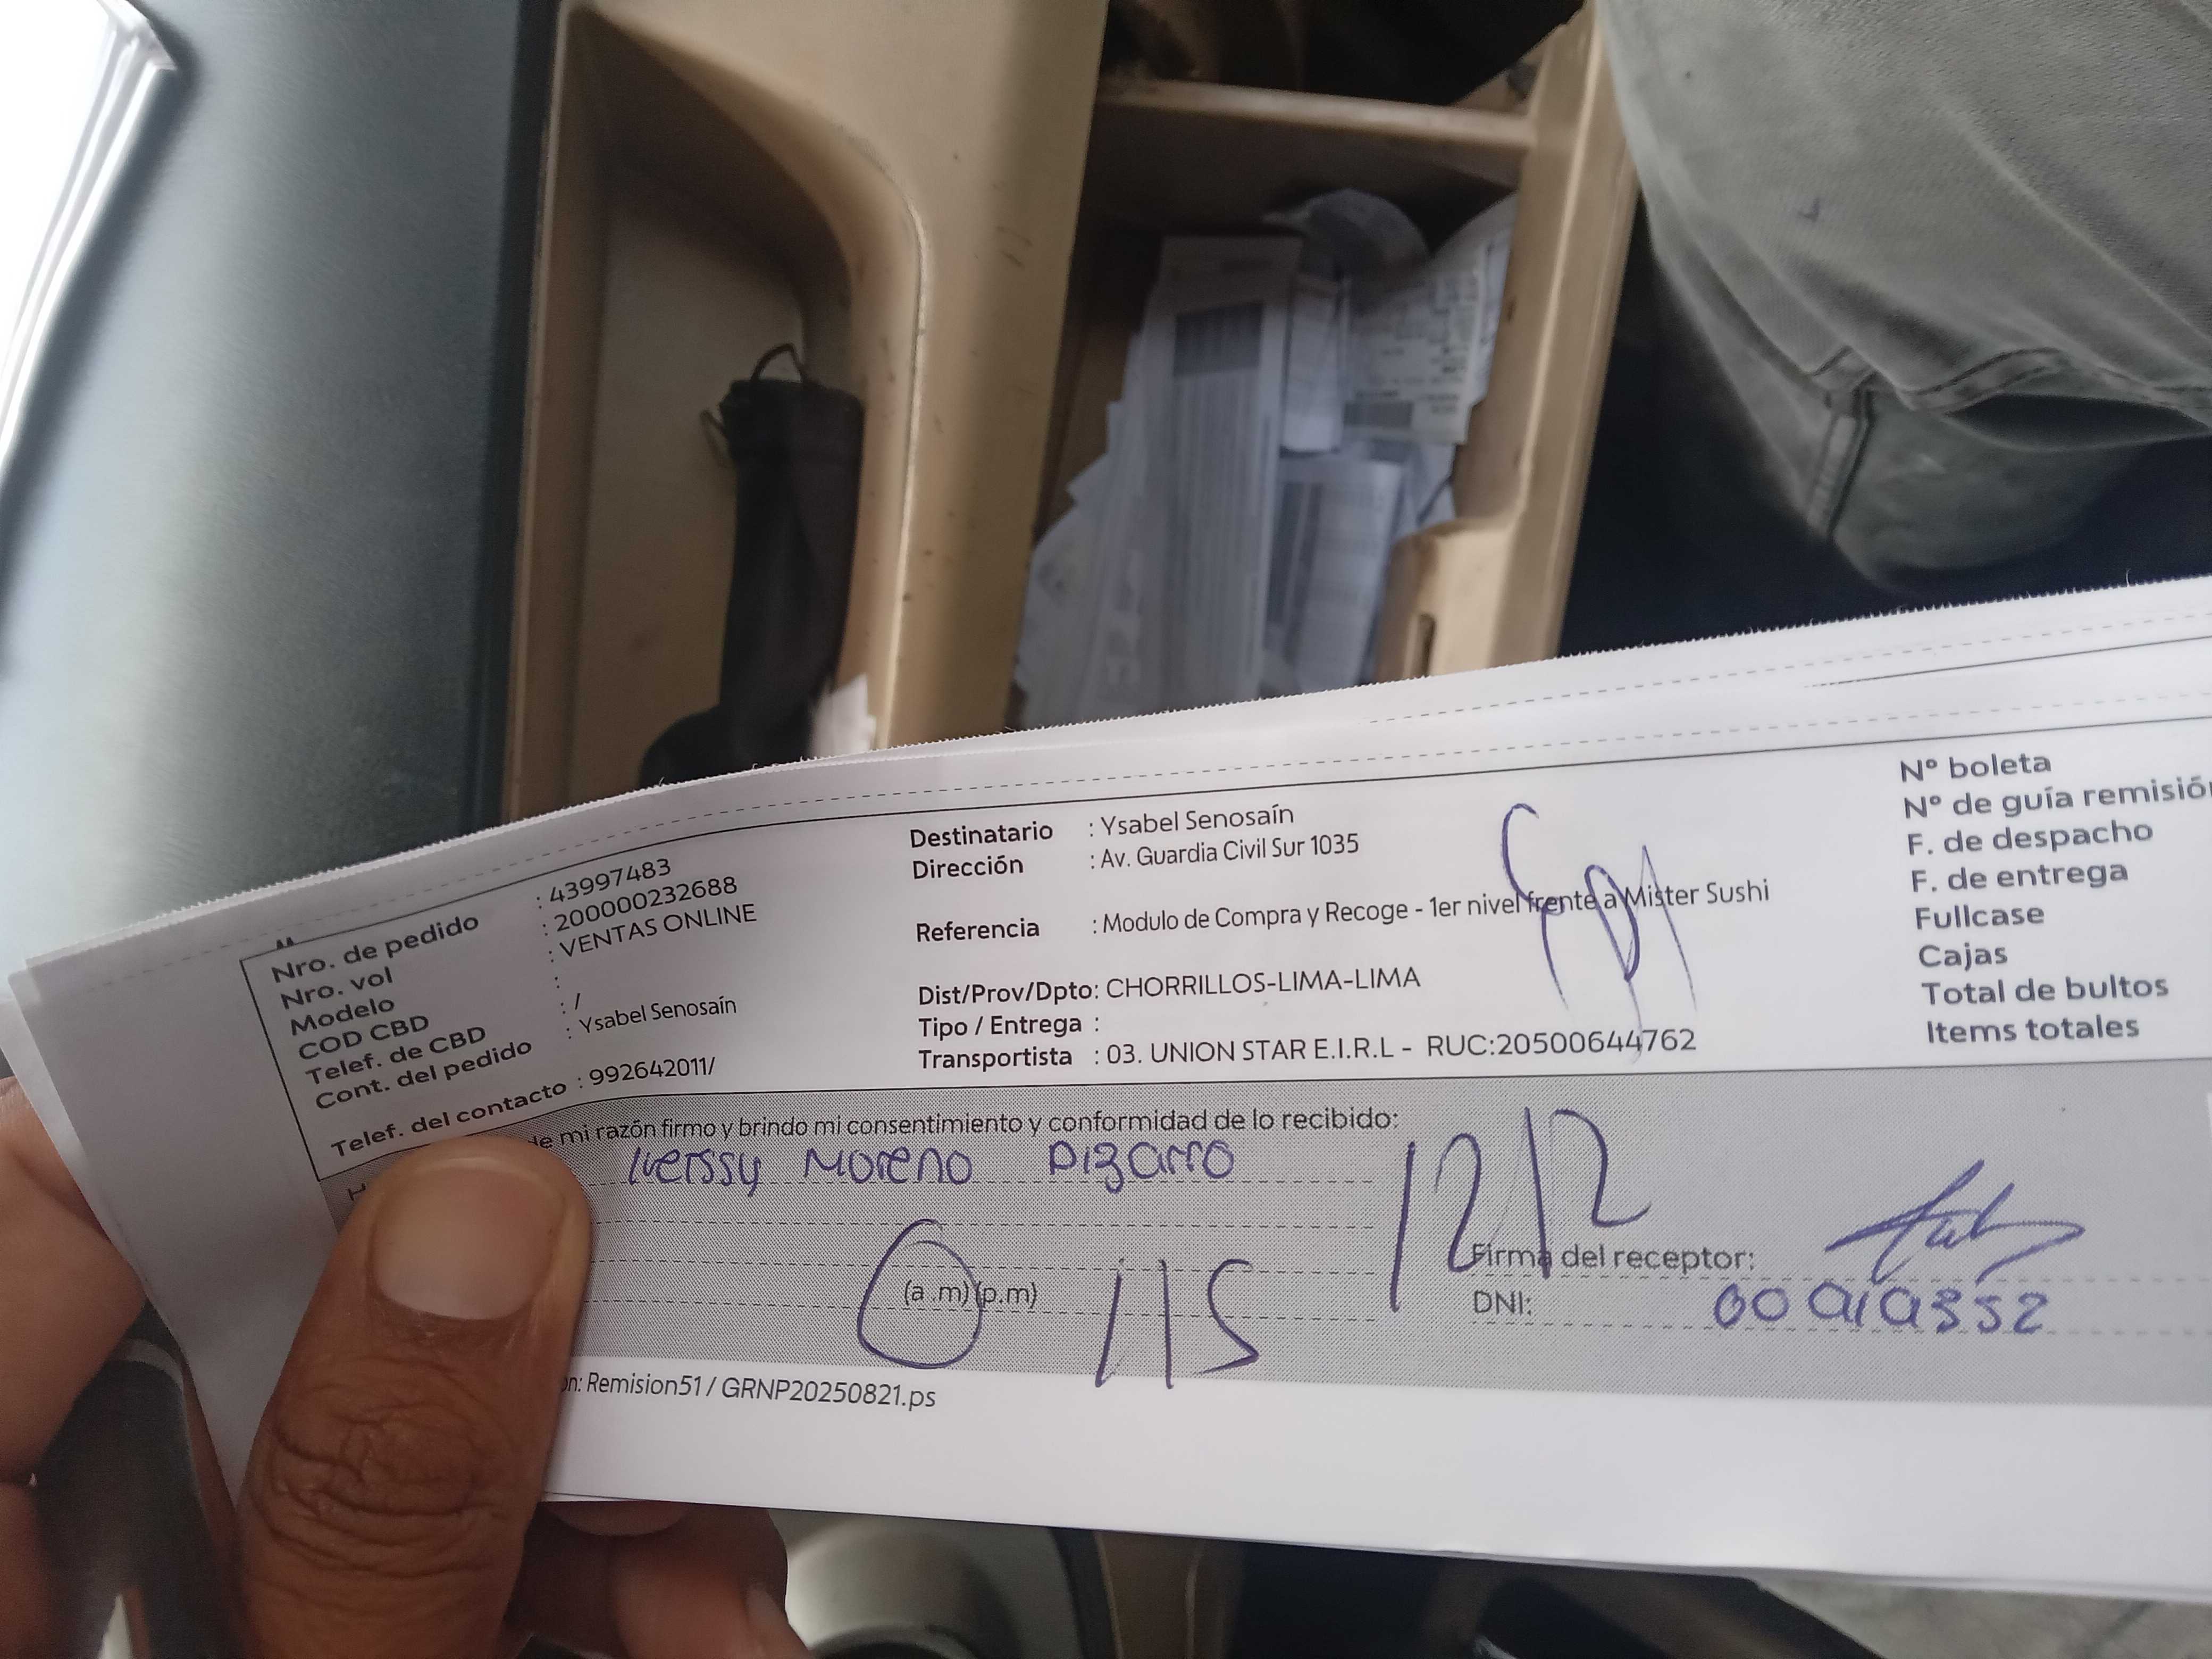 Nro. de pedido : 43997483
Nro. vol : 200000232688
Modelo : VENTAS ONLINE
COD CBD :
Telef. de CBD : /
Cont. del pedido : Ysabel Senosaín
Telef. del contacto : 992642011/
Destinatario : Ysabel Senosaín
Dirección : Av. Guardia Civil Sur 1035
Referencia : Modulo de Compra y Recoge - 1er nivel frente a Mister Sushi
Dist/Prov/Dpto: CHORRILLOS-LIMA-LIMA
Tipo / Entrega :
Transportista : 03. UNION STAR E.I.R.L - RUC:20500644762
N° boleta
N° de guía remisió
F. de despacho
F. de entrega
Fullcase
Cajas
Total de bultos
Items totales
de mi razón firmo y brindo mi consentimiento y conformidad de lo recibido:
Moreno Pizarro
12/2
(a.m)(p.m) 115
Firma del receptor:
DNI:
on: Remision51 / GRNP20250821.ps